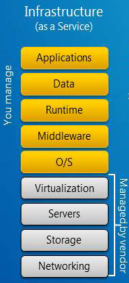 Infrastructure
(as a Service)
You manage
Applications
Data
Runtime
Middleware
O/S
Virtualization
Servers
Storage
Networking
Managed by vendor